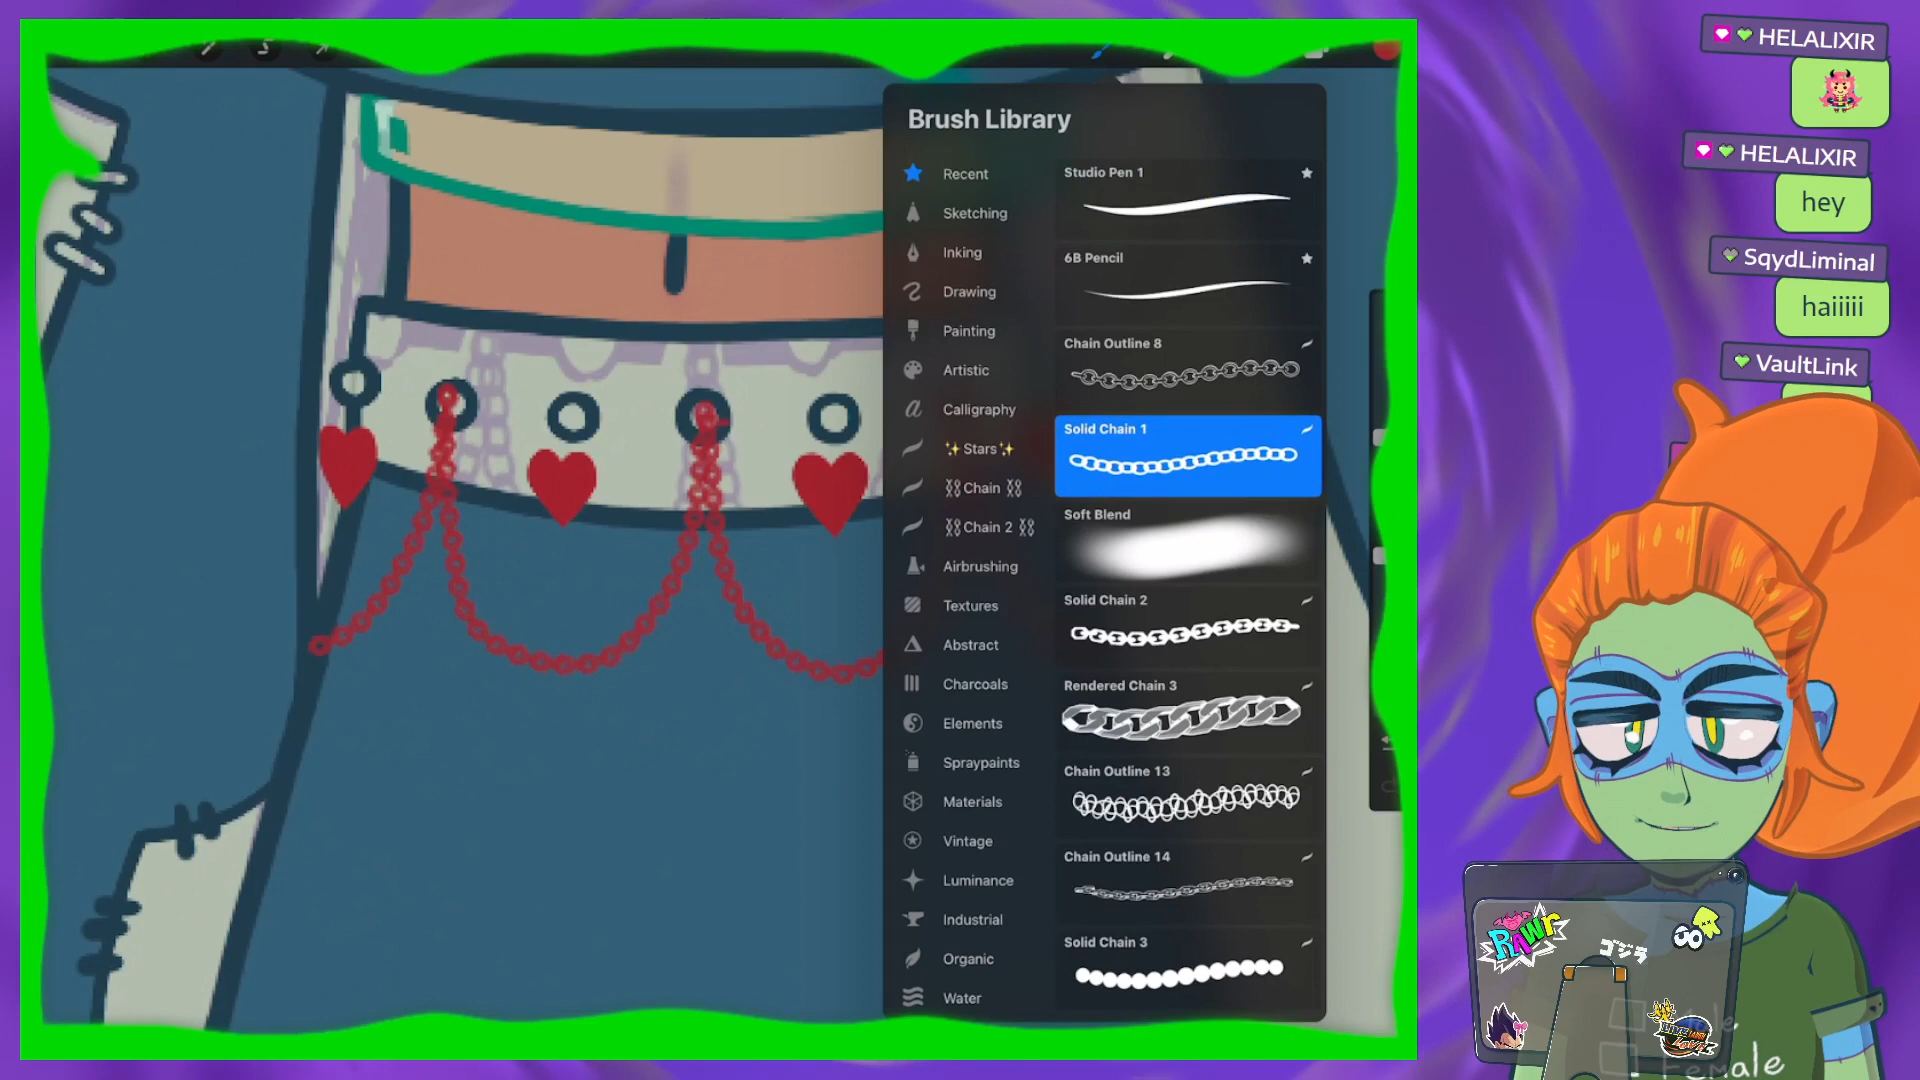 Brush Library
Recent
Sketching
Inking
Drawing
Painting
Artistic
Calligraphy
✨Stars✨
⛓Chain ⛓
⛓Chain 2 ⛓
Airbrushing
Textures
Abstract
Charcoals
Elements
Spraypaints
Materials
Vintage
Luminance
Industrial
Organic
Water
Studio Pen 1
6B Pencil
Chain Outline 8
Solid Chain 1
Soft Blend
Solid Chain 2
Rendered Chain 3
Chain Outline 13
Chain Outline 14
Solid Chain 3
HELALIXIR
HELALIXIR
hey
SqydLiminal
haiiiii
VaultLink
RAWr
ゴジラ
Female